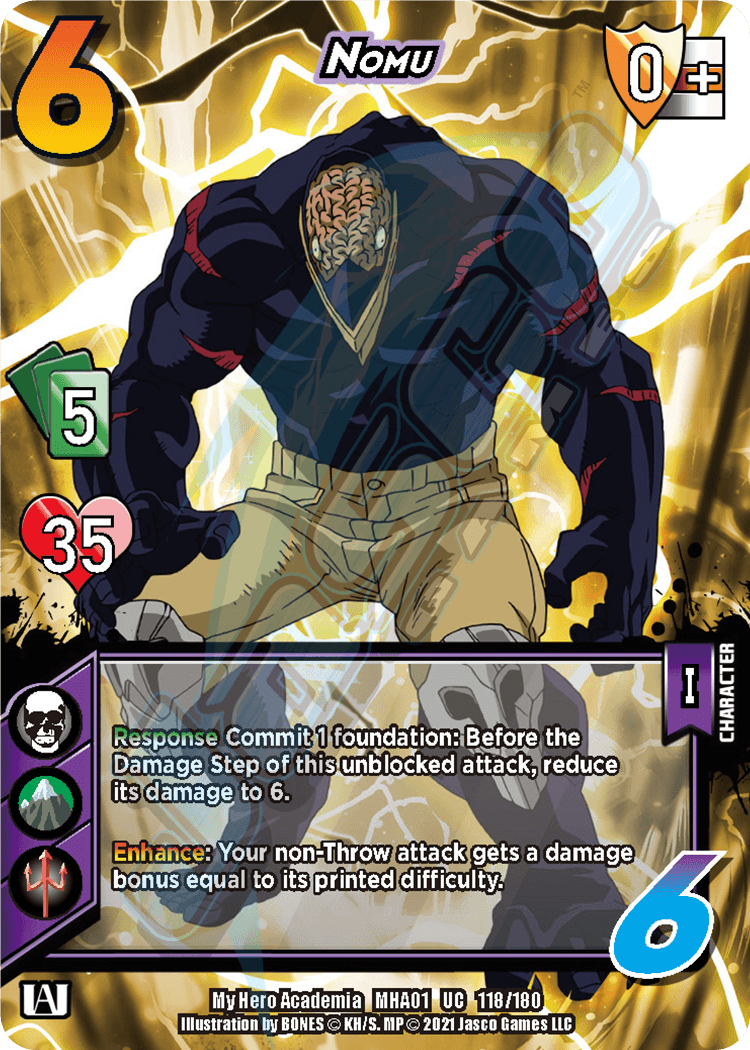 6
NOMU
0
+
™
5
35
I
CHARACTER
Response Commit 1 foundation: Before the
Damage Step of this unblocked attack, reduce
its damage to 6.
Enhance: Your non-Throw attack gets a damage
bonus equal to its printed difficulty.
6
UA
My Hero Academia MHA01 UC 118/180
Illustration by BONES © KH/S. MP © 2021 Jasco Games LLC